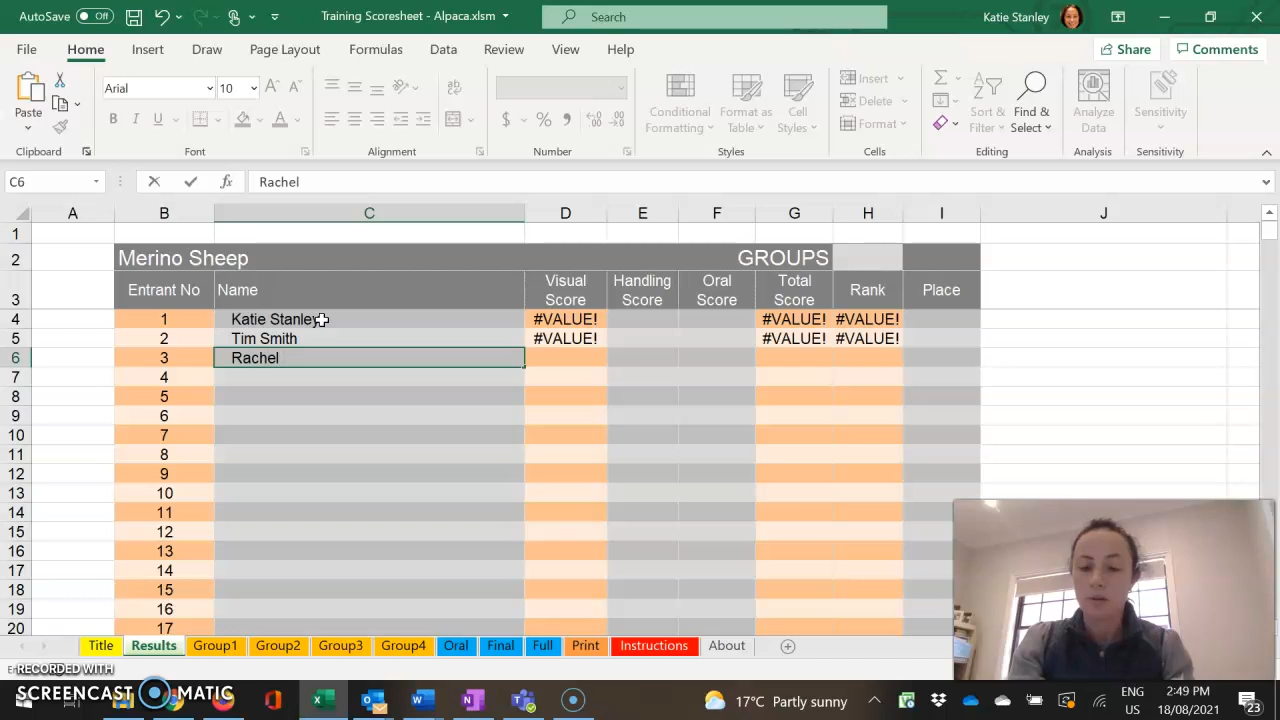 AutoSave Off Training Scoresheet - Alpaca.xlsm Search Katie Stanley
File Home Insert Draw Page Layout Formulas Data Review View Help Share Comments
Arial 10
Insert
Delete
Format
Paste
Conditional Formatting
Format as Table
Cell Styles
Sort & Filter
Find & Select
Analyze Data
Sensitivity
Clipboard Font Alignment Number Styles Cells Editing Analysis Sensitivity
C6 fx Rachel
A B C D E F G H I J
1
2 Merino Sheep GROUPS
3 Entrant No Name Visual Score Handling Score Oral Score Total Score Rank Place
4 1 Katie Stanley #VALUE! #VALUE! #VALUE!
5 2 Tim Smith #VALUE! #VALUE! #VALUE!
6 3 Rachel
7 4
8 5
9 6
10 7
11 8
12 9
13 10
14 11
15 12
16 13
17 14
18 15
19 16
20 17
Title Results Group1 Group2 Group3 Group4 Oral Final Full Print Instructions About
RECORDED WITH
SCREENCAST MATIC
17°C Partly sunny
ENG
US
2:49 PM
18/08/2021
23